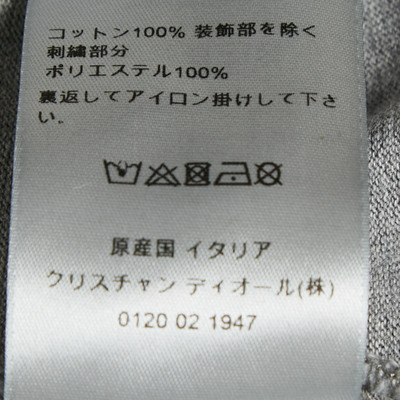 コットン100% 装飾部を除く
刺繍部分
ポリエステル100%
裏返してアイロン掛けして下さ
い。
原産国 イタリア
クリスチャン ディオール(株)
0120 02 1947